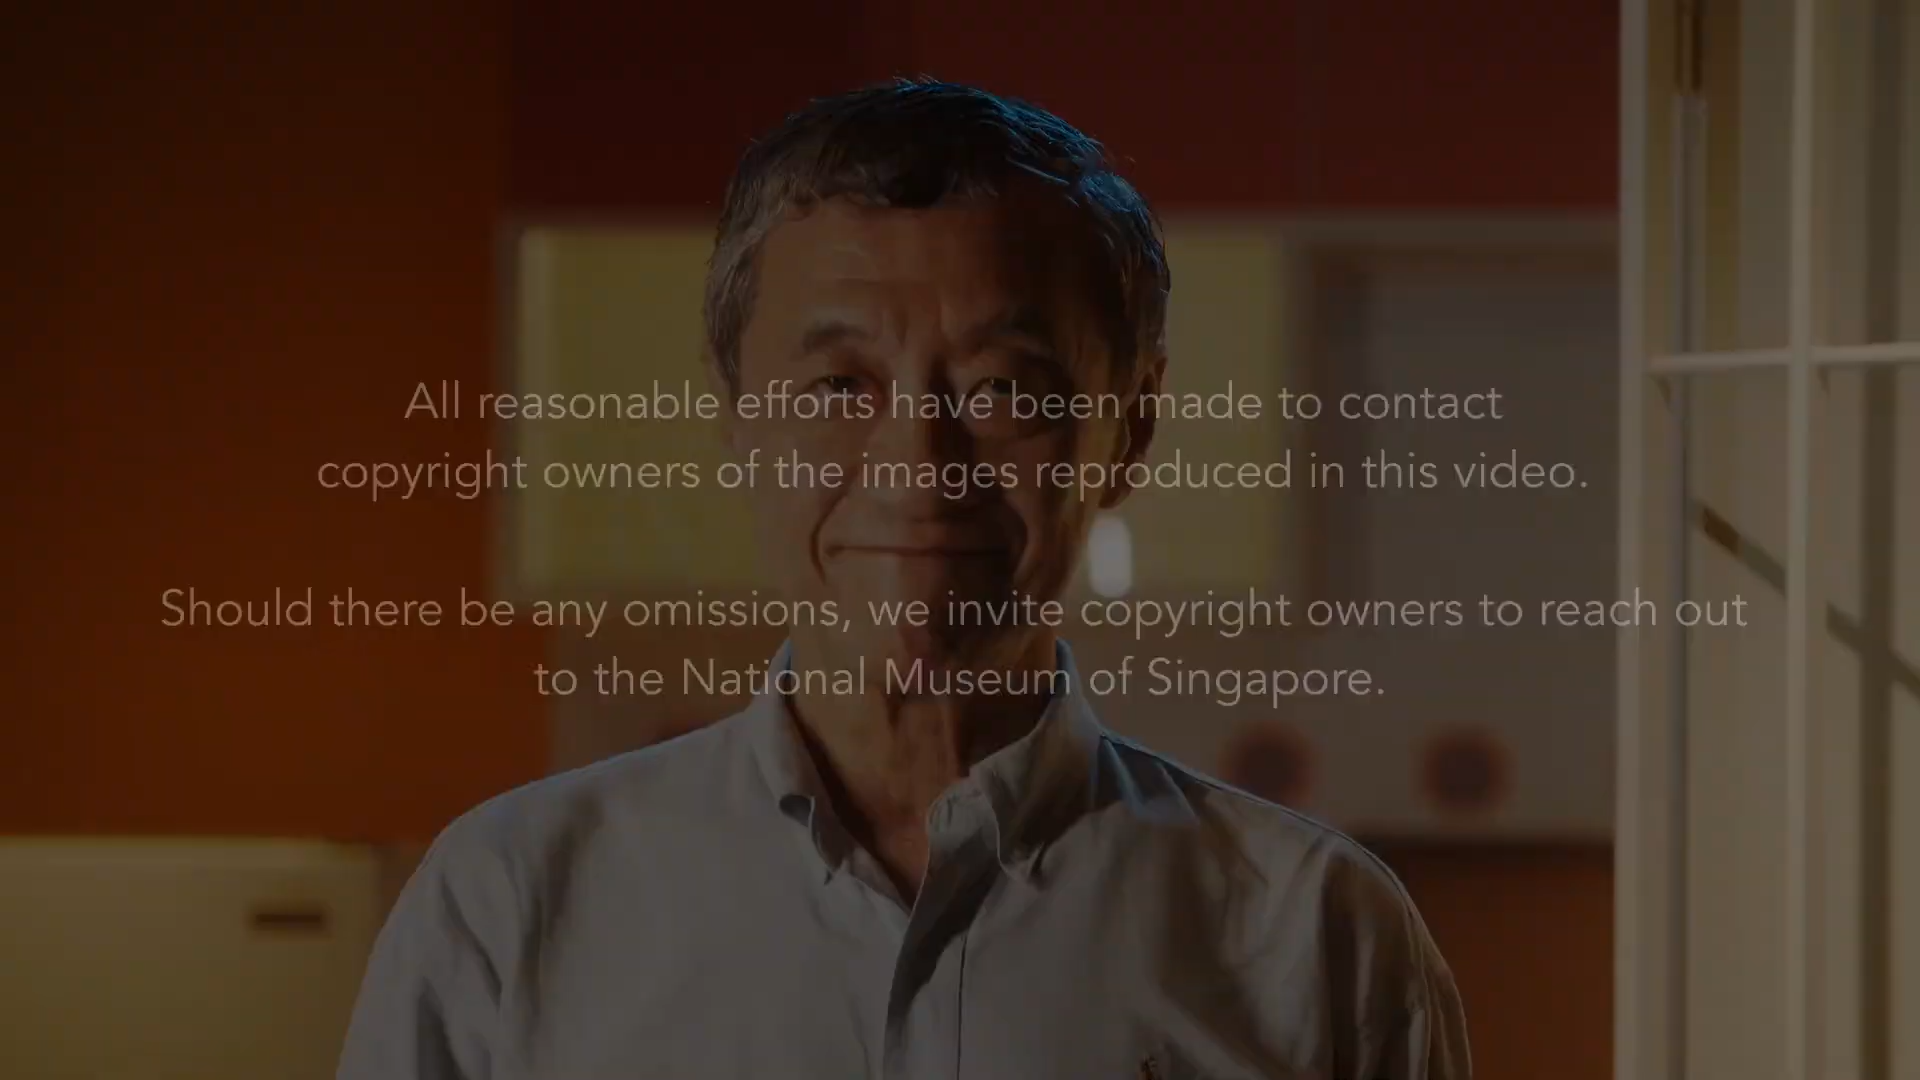 All reasonable efforts have been made to contact
copyright owners of the images reproduced in this video.
Should there be any omissions, we invite copyright owners to reach out
to the National Museum of Singapore.